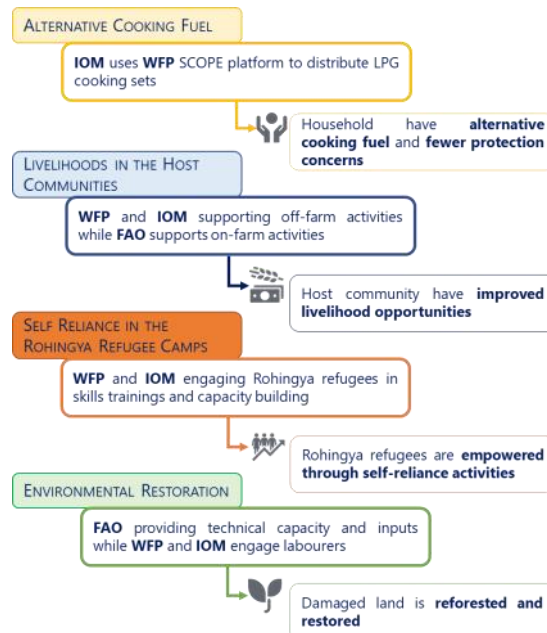 ALTERNATIVE COOKING FUEL
IOM uses WFP SCOPE platform to distribute LPG
cooking sets
Household have alternative
cooking fuel and fewer protection
concerns
LIVELIHOODS IN THE HOST
COMMUNITIES
WFP and IOM supporting off-farm activities
while FAO supports on-farm activities
Host community have improved
livelihood opportunities
SELF RELIANCE IN THE
ROHINGYA REFUGEE CAMPS
WFP and IOM engaging Rohingya refugees in
skills trainings and capacity building
Rohingya refugees are empowered
through self-reliance activities
ENVIRONMENTAL RESTORATION
FAO providing technical capacity and inputs
while WFP and IOM engage labourers
Damaged land is reforested and
restored